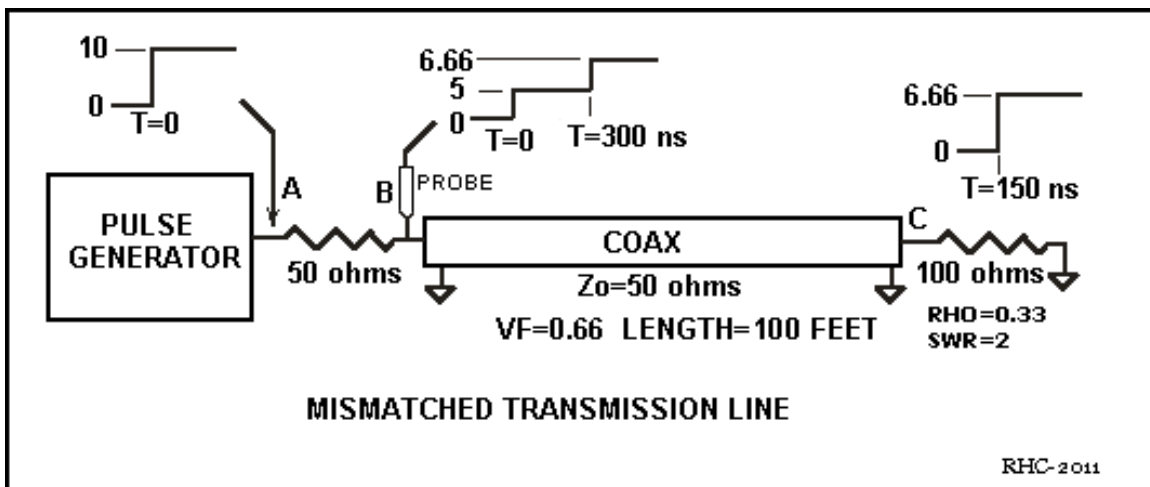 10
0
T=0
A
6.66
5
0
T=0
T=300 ns
B
PROBE
6.66
0
T=150 ns
PULSE
GENERATOR
50 ohms
COAX
C
Zo=50 ohms
100 ohms
VF=0.66 LENGTH=100 FEET
RHO=0.33
SWR=2
MISMATCHED TRANSMISSION LINE
RHC-2011